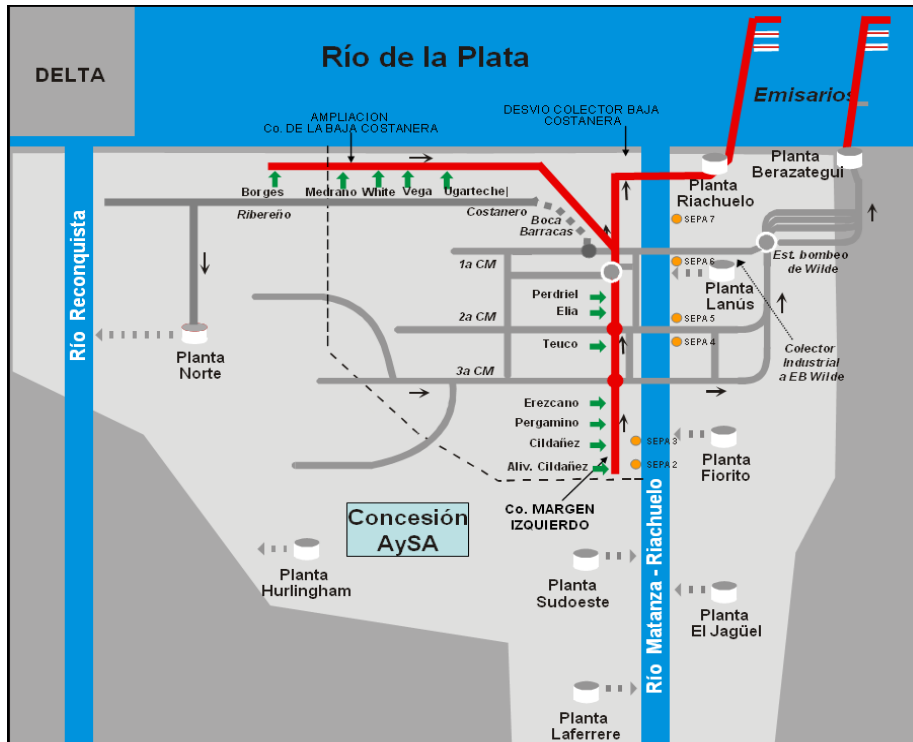 Río de la Plata
DELTA
Emisarios
AMPLIACION
Co. DE LA BAJA COSTANERA
DESVIO COLECTOR BAJA
COSTANERA
Planta
Berazategui
Planta
Riachuelo
Borges
Medrano
White
Vega
Ugarteche|
Ribereño
Costanero
Boca
Barracas
SEPA 7
Est. bombeo
de Wilde
1a CM
SEPA 6
Planta
Lanús
Perdriel
Elia
2a CM
SEPA 5
Teuco
SEPA 4
Colector
Industrial
a EB Wilde
Río Reconquista
Planta
Norte
3a CM
Erezcano
Pergamino
Cildañez
SEPA 3
Aliv. Cildañez
SEPA 2
Planta
Fiorito
Co. MARGEN
IZQUIERDO
Concesión
AySA
Río Matanza - Riachuelo
Planta
Hurlingham
Planta
Sudoeste
Planta
El Jagüel
Planta
Laferrere